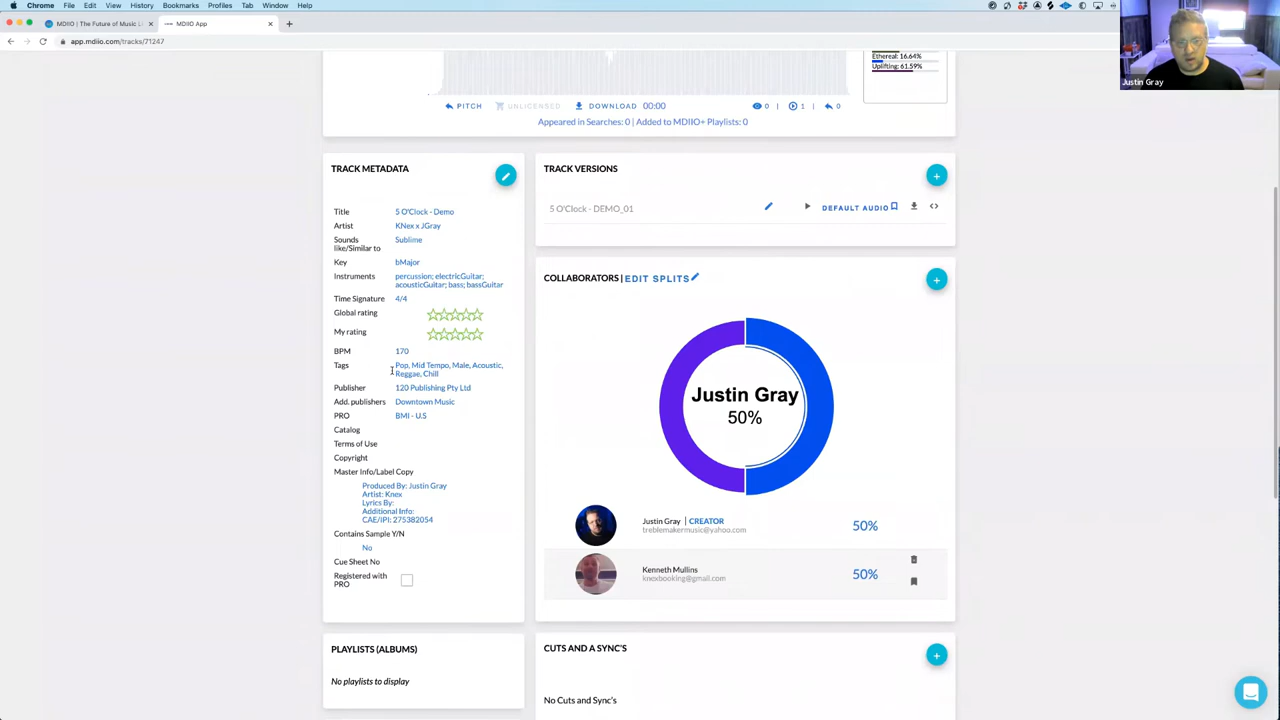 Chrome File Edit View History Bookmarks Profiles Tab Window Help
MDIIO | The Future of Music Li
MDIIO App
app.mdiio.com/tracks/71247
Justin Gray
Ethereal: 16.64%
Uplifting: 61.59%
PITCH UNLICENSED DOWNLOAD 00:00 0 | 1 | 0
Appeared in Searches: 0 | Added to MDIIO+ Playlists: 0
TRACK METADATA
Title 5 O'Clock - Demo
Artist KNex x JGray
Sounds like/Similar to Sublime
Key bMajor
Instruments percussion; electricGuitar;
acousticGuitar; bass; bassGuitar
Time Signature 4/4
Global rating
My rating
BPM 170
Tags Pop, Mid Tempo, Male, Acoustic,
Reggae, Chill
Publisher 120 Publishing Pty Ltd
Add. publishers Downtown Music
PRO BMI - U.S
Catalog
Terms of Use
Copyright
Master Info/Label Copy
Produced By: Justin Gray
Artist: Knex
Lyrics By:
Additional Info:
CAE/IPI: 275382054
Contains Sample Y/N
No
Cue Sheet No
Registered with
PRO
PLAYLISTS (ALBUMS)
No playlists to display
TRACK VERSIONS
5 O'Clock - DEMO_01 DEFAULT AUDIO
COLLABORATORS | EDIT SPLITS
Justin Gray
50%
Justin Gray | CREATOR 50%
treblemakermusic@yahoo.com
Kenneth Mullins 50%
knexbooking@gmail.com
CUTS AND A SYNC'S
No Cuts and Sync's